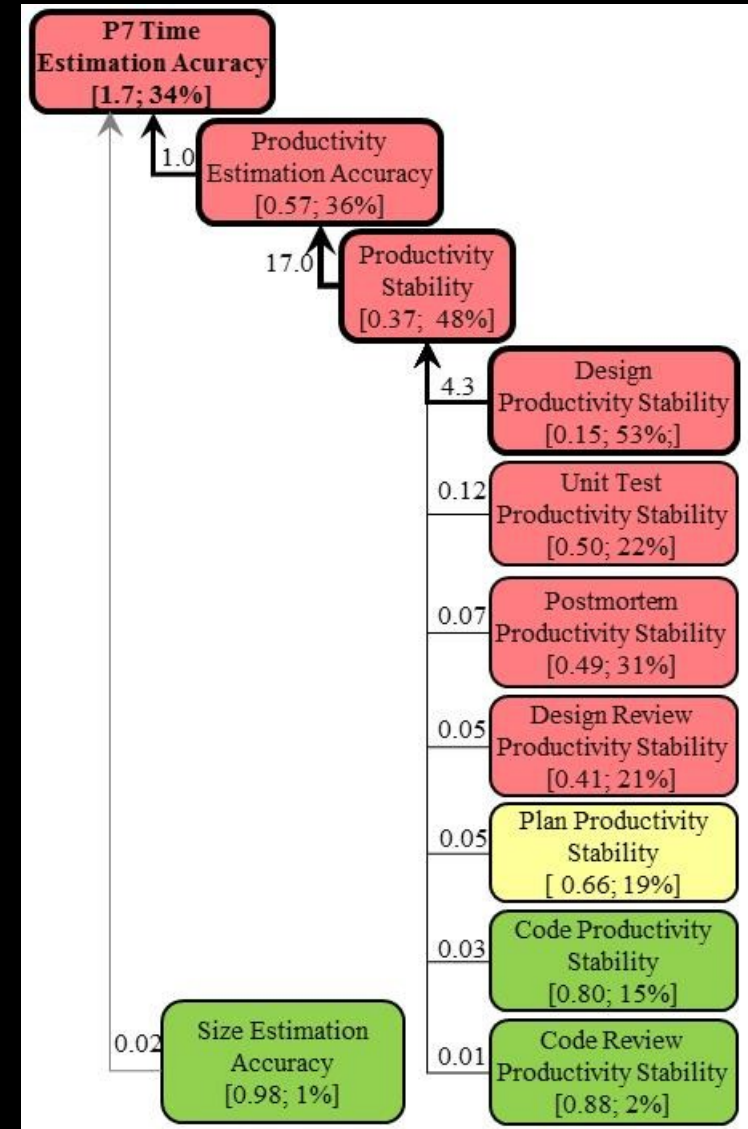 P7 Time
Estimation Acuracy
[1.7; 34%]
1.0
Productivity
Estimation Accuracy
[0.57; 36%]
17.0
Productivity
Stability
[0.37; 48%]
4.3
Design
Productivity Stability
[0.15; 53%;]
0.12
Unit Test
Productivity Stability
[0.50; 22%]
0.07
Postmortem
Productivity Stability
[0.49; 31%]
0.05
Design Review
Productivity Stability
[0.41; 21%]
0.05
Plan Productivity
Stability
[ 0.66; 19%]
0.03
Code Productivity
Stability
[0.80; 15%]
0.02
Size Estimation
Accuracy
[0.98; 1%]
0.01
Code Review
Productivity Stability
[0.88; 2%]